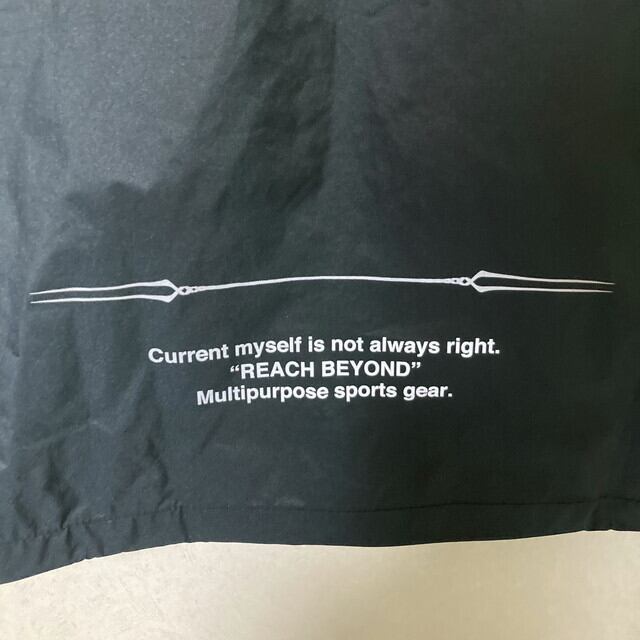 Current myself is not always right.
“REACH BEYOND”
Multipurpose sports gear.